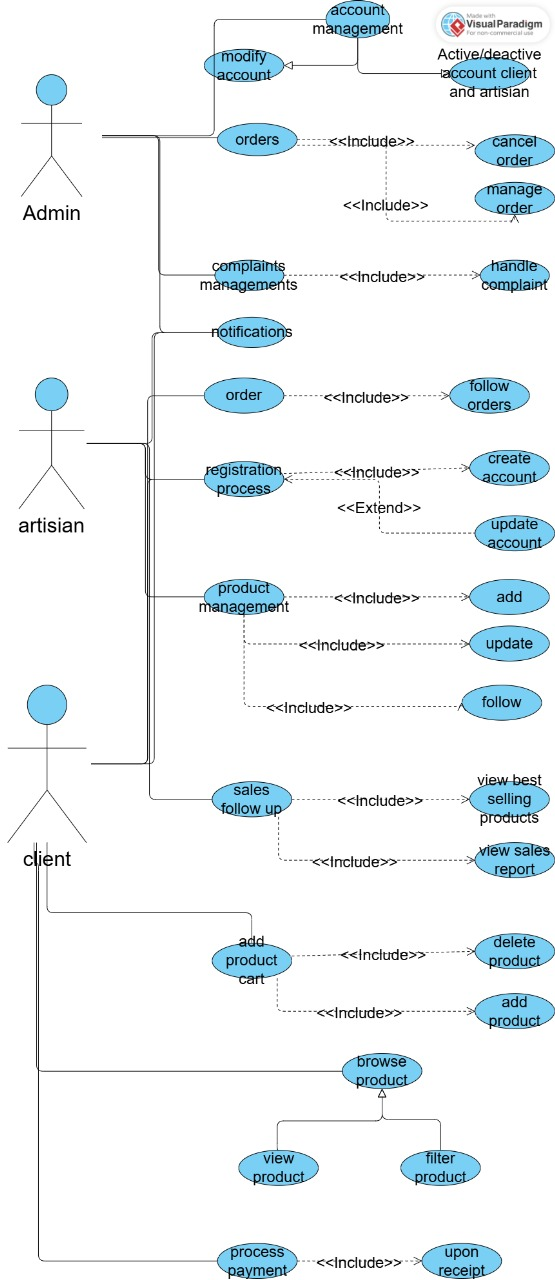 account
management
Made with
Visual Paradigm
For non-commercial use
modify
account
Active/deactive
account client
and artisian
Admin
orders
<<Include>>
cancel
order
<<Include>>
manage
order
complaints
managements
<<Include>>
handle
complaint
notifications
artisian
order
<<Include>>
follow
orders
registration
process
<<Include>>
create
account
<<Extend>>
update
account
product
management
<<Include>>
add
<<Include>>
update
<<Include>>
follow
client
sales
follow up
<<Include>>
view best
selling
products
<<Include>>
view sales
report
add
product
cart
<<Include>>
delete
product
<<Include>>
add
product
browse
product
view
product
filter
product
process
payment
<<Include>>
upon
receipt